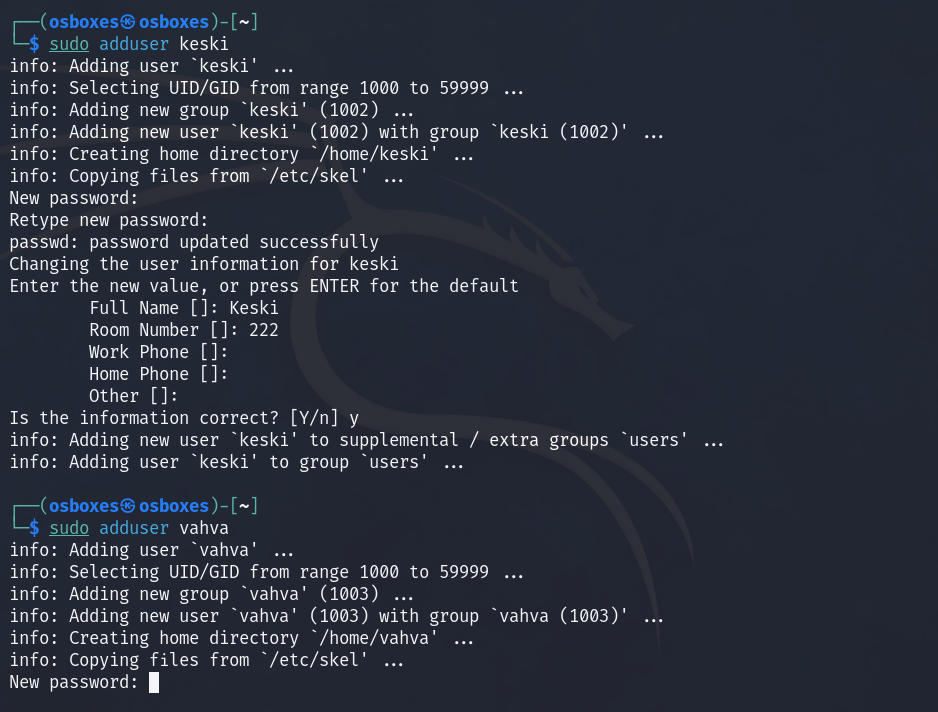 ┌──(osboxes㉿osboxes)-[~]
└─$ sudo adduser keski
info: Adding user `keski' ...
info: Selecting UID/GID from range 1000 to 59999 ...
info: Adding new group `keski' (1002) ...
info: Adding new user `keski' (1002) with group `keski (1002)' ...
info: Creating home directory `/home/keski' ...
info: Copying files from `/etc/skel' ...
New password:
Retype new password:
passwd: password updated successfully
Changing the user information for keski
Enter the new value, or press ENTER for the default
        Full Name []: Keski
        Room Number []: 222
        Work Phone []:
        Home Phone []:
        Other []:
Is the information correct? [Y/n] y
info: Adding new user `keski' to supplemental / extra groups `users' ...
info: Adding user `keski' to group `users' ...
┌──(osboxes㉿osboxes)-[~]
└─$ sudo adduser vahva
info: Adding user `vahva' ...
info: Selecting UID/GID from range 1000 to 59999 ...
info: Adding new group `vahva' (1003) ...
info: Adding new user `vahva' (1003) with group `vahva (1003)' ...
info: Creating home directory `/home/vahva' ...
info: Copying files from `/etc/skel' ...
New password: